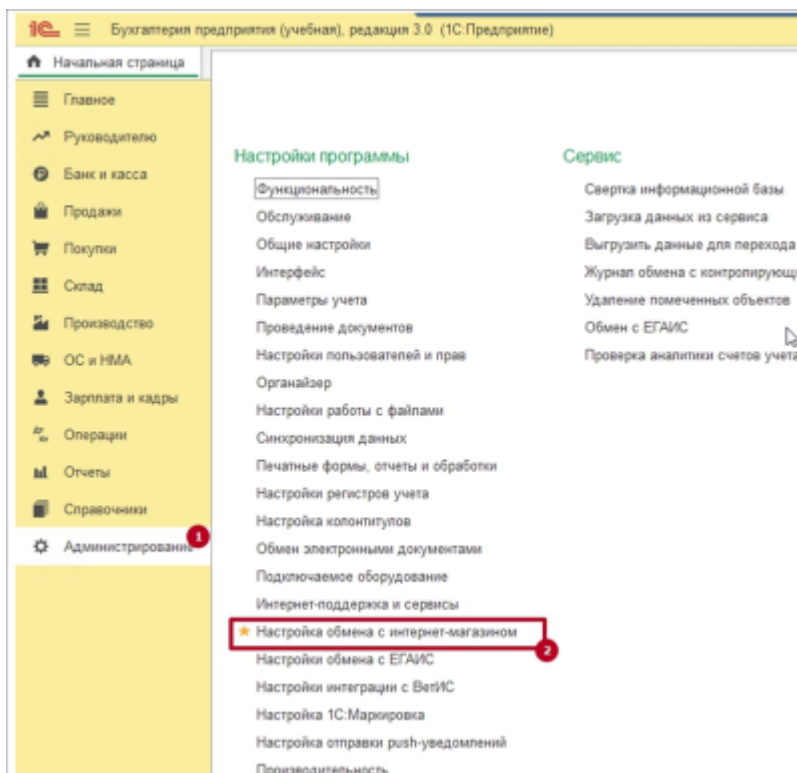 1С Бухгалтерия предприятия (учебная), редакция 3.0 (1С:Предприятие)
Начальная страница
Главное
Руководителю
Банк и касса
Продажи
Покупки
Склад
Производство
ОС и НМА
Зарплата и кадры
Операции
Отчеты
Справочники
Администрирование
1
Настройки программы
Функциональность
Обслуживание
Общие настройки
Интерфейс
Параметры учета
Проведение документов
Настройки пользователей и прав
Органайзер
Настройки работы с файлами
Синхронизация данных
Печатные формы, отчеты и обработки
Настройки регистров учета
Настройка колонтитулов
Обмен электронными документами
Подключаемое оборудование
Интернет-поддержка и сервисы
Настройка обмена с интернет-магазином
2
Настройки обмена с ЕГАИС
Настройки интеграции с ВетИС
Настройка 1С:Маркировка
Настройка отправки push-уведомлений
Производительность
Сервис
Свертка информационной базы
Загрузка данных из сервиса
Выгрузить данные для перехода
Журнал обмена с контролирующ
Удаление помеченных объектов
Обмен с ЕГАИС
Проверка аналитики счетов учета